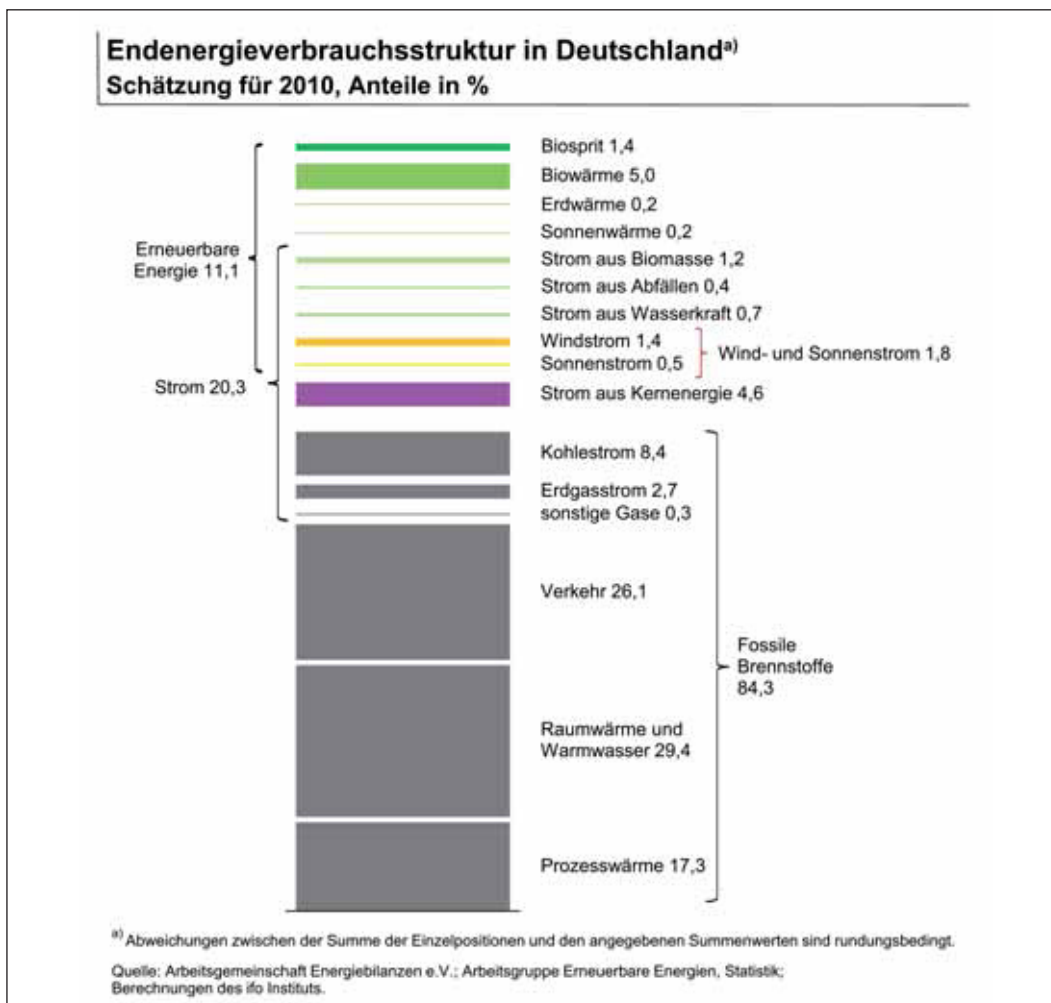 Endenergieverbrauchsstruktur in Deutschland a)
Schätzung für 2010, Anteile in %
Biosprit 1,4
Biowärme 5,0
Erdwärme 0,2
Sonnenwärme 0,2
Erneuerbare
Energie 11,1
Strom aus Biomasse 1,2
Strom aus Abfällen 0,4
Strom aus Wasserkraft 0,7
Windstrom 1,4
Sonnenstrom 0,5
Wind- und Sonnenstrom 1,8
Strom 20,3
Strom aus Kernenergie 4,6
Kohlestrom 8,4
Erdgasstrom 2,7
sonstige Gase 0,3
Verkehr 26,1
Fossile
Brennstoffe
84,3
Raumwärme und
Warmwasser 29,4
Prozesswärme 17,3
a) Abweichungen zwischen der Summe der Einzelpositionen und den angegebenen Summenwerten sind rundungsbedingt.
Quelle: Arbeitsgemeinschaft Energiebilanzen e.V.; Arbeitsgruppe Erneuerbare Energien, Statistik;
Berechnungen des ifo Instituts.